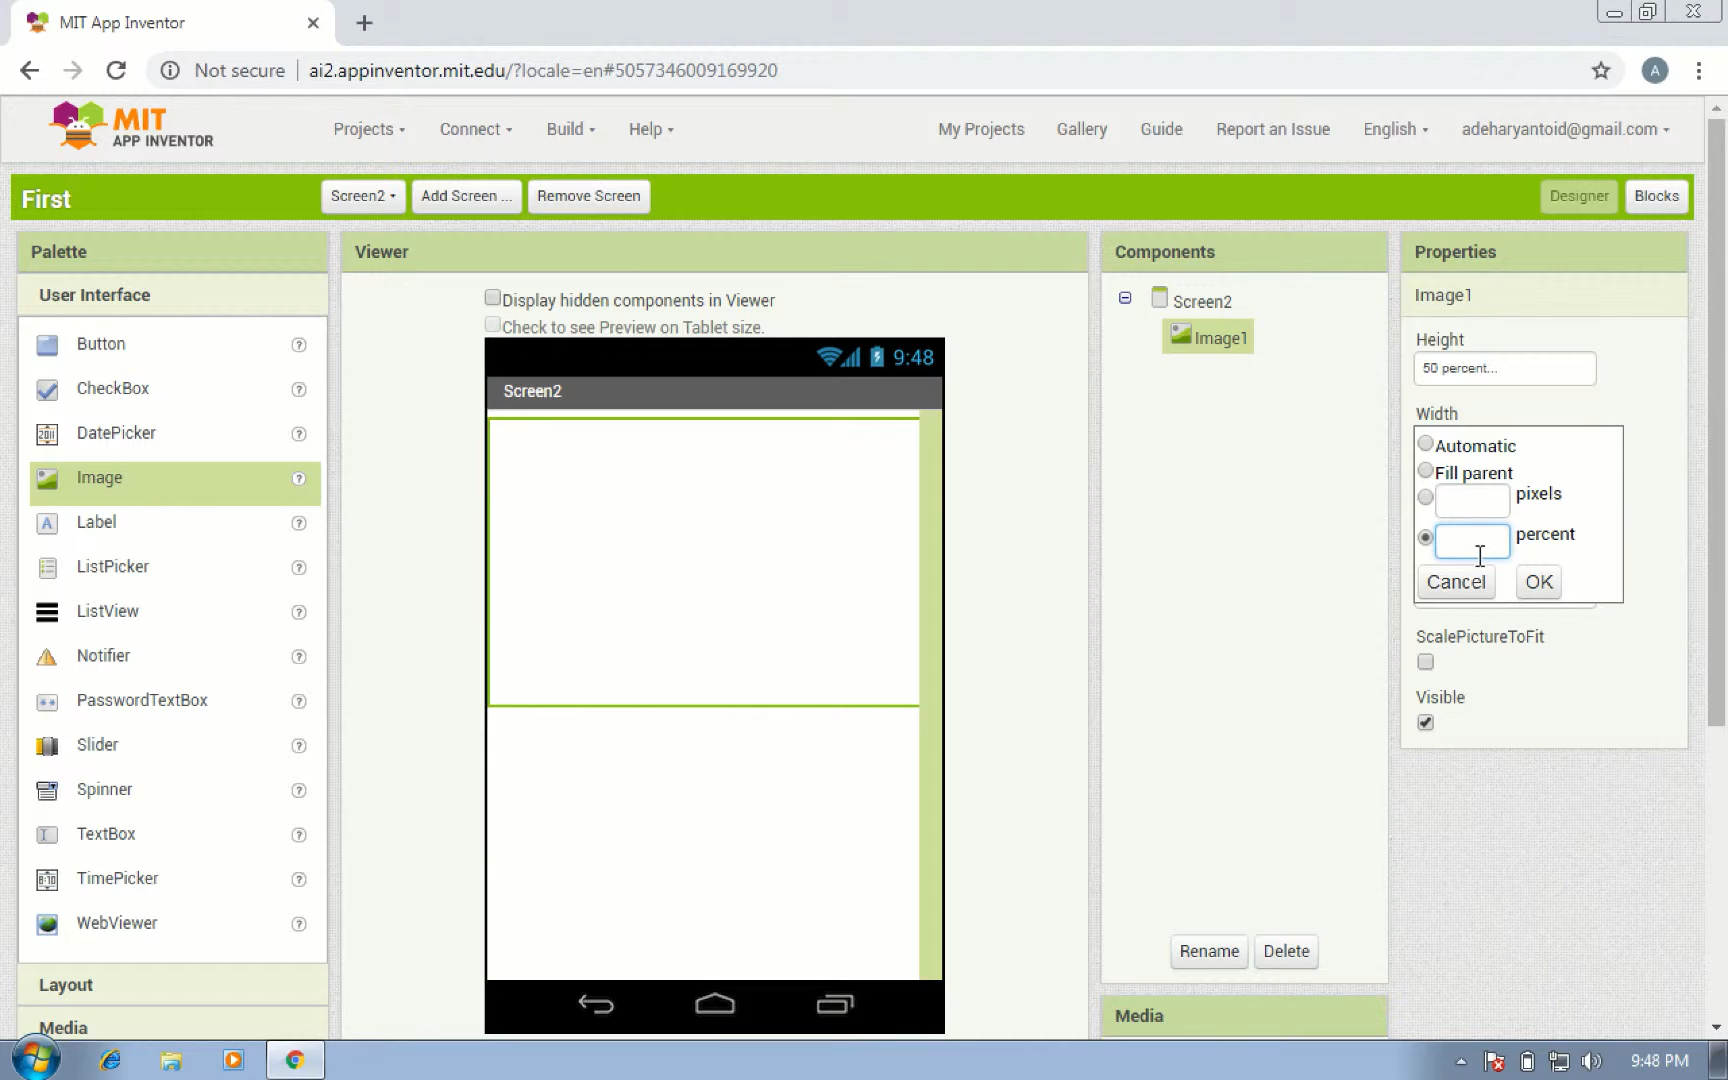 MIT App Inventor
Not secure
ai2.appinventor.mit.edu/?locale=en#5057346009169920
A
MIT
APP INVENTOR
Projects
Connect
Build
Help
My Projects
Gallery
Guide
Report an Issue
English
adeharyantoid@gmail.com
First
Screen2
Add Screen ...
Remove Screen
Designer
Blocks
Palette
User Interface
Button ?
CheckBox ?
DatePicker ?
Image ?
Label ?
ListPicker ?
ListView ?
Notifier ?
PasswordTextBox ?
Slider ?
Spinner ?
TextBox ?
TimePicker ?
WebViewer ?
Layout
Media
Viewer
Display hidden components in Viewer
Check to see Preview on Tablet size.
9:48
Screen2
Components
Screen2
Image1
Rename
Delete
Media
Properties
Image1
Height
50 percent...
Width
Automatic
Fill parent
pixels
percent
Cancel
OK
ScalePictureToFit
Visible
9:48 PM